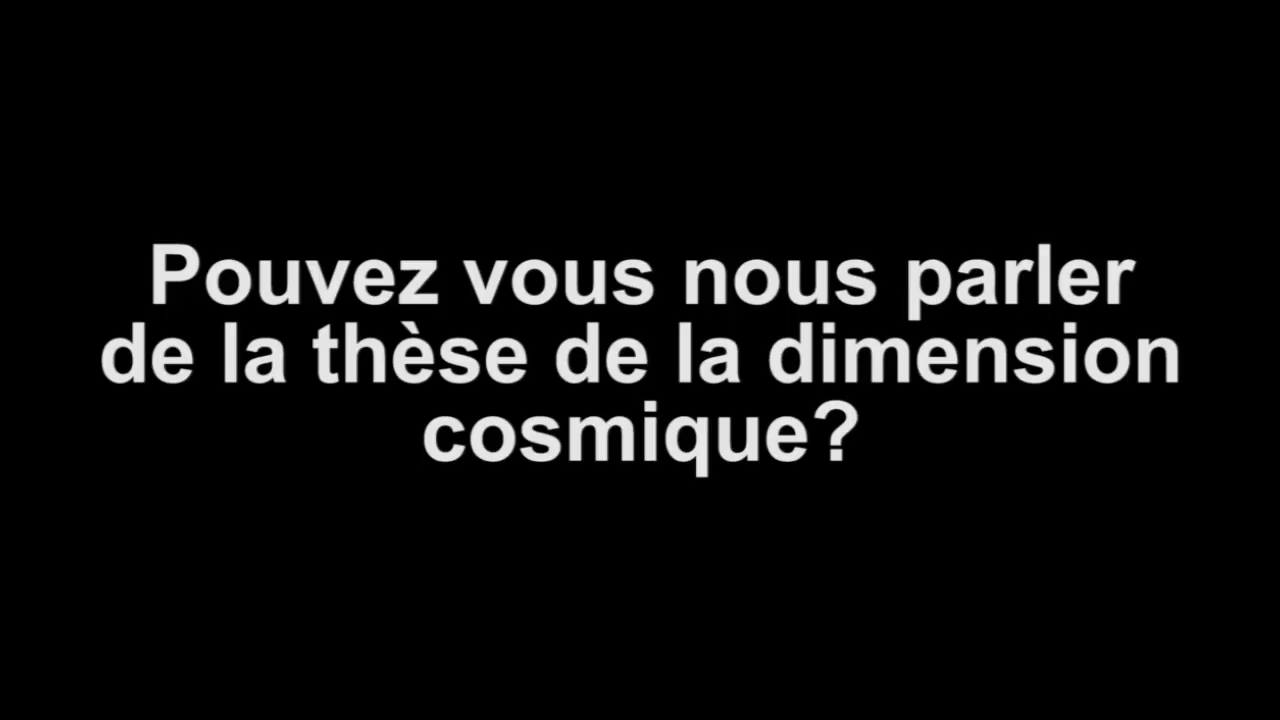 Pouvez vous nous parler
de la thèse de la dimension
cosmique?